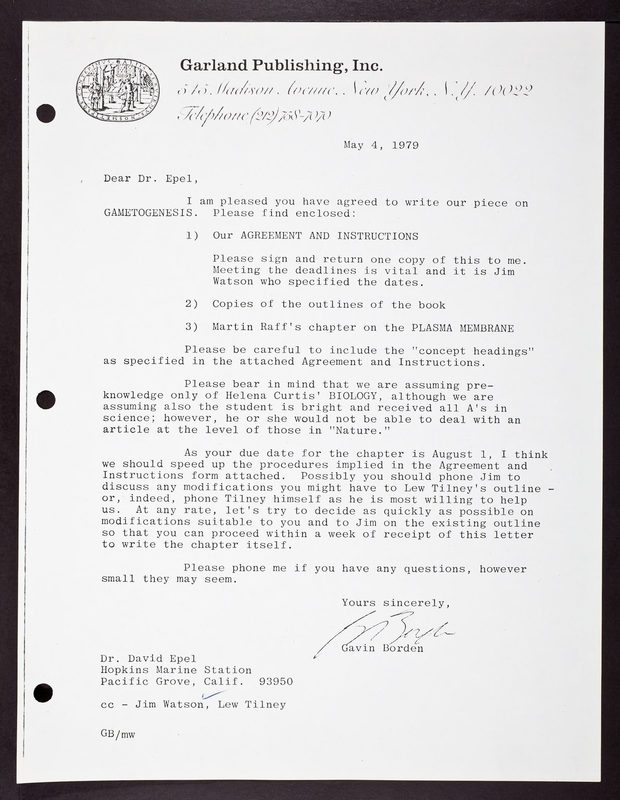 Garland Publishing, Inc.
545 Madison Avenue, New York, N.Y. 10022
Telephone (212) 758-7070
May 4, 1979
Dear Dr. Epel,
I am pleased you have agreed to write our piece on
GAMETOGENESIS. Please find enclosed:
1) Our AGREEMENT AND INSTRUCTIONS
Please sign and return one copy of this to me.
Meeting the deadlines is vital and it is Jim
Watson who specified the dates.
2) Copies of the outlines of the book
3) Martin Raff's chapter on the PLASMA MEMBRANE
Please be careful to include the "concept headings"
as specified in the attached Agreement and Instructions.
Please bear in mind that we are assuming pre-
knowledge only of Helena Curtis' BIOLOGY, although we are
assuming also the student is bright and received all A's in
science; however, he or she would not be able to deal with an
article at the level of those in "Nature."
As your due date for the chapter is August 1, I think
we should speed up the procedures implied in the Agreement and
Instructions form attached. Possibly you should phone Jim to
discuss any modifications you might have to Lew Tilney's outline -
or, indeed, phone Tilney himself as he is most willing to help
us. At any rate, let's try to decide as quickly as possible on
modifications suitable to you and to Jim on the existing outline
so that you can proceed within a week of receipt of this letter
to write the chapter itself.
Please phone me if you have any questions, however
small they may seem.
Yours sincerely,
Gavin Borden
Dr. David Epel
Hopkins Marine Station
Pacific Grove, Calif. 93950
cc - Jim Watson, Lew Tilney
GB/mw